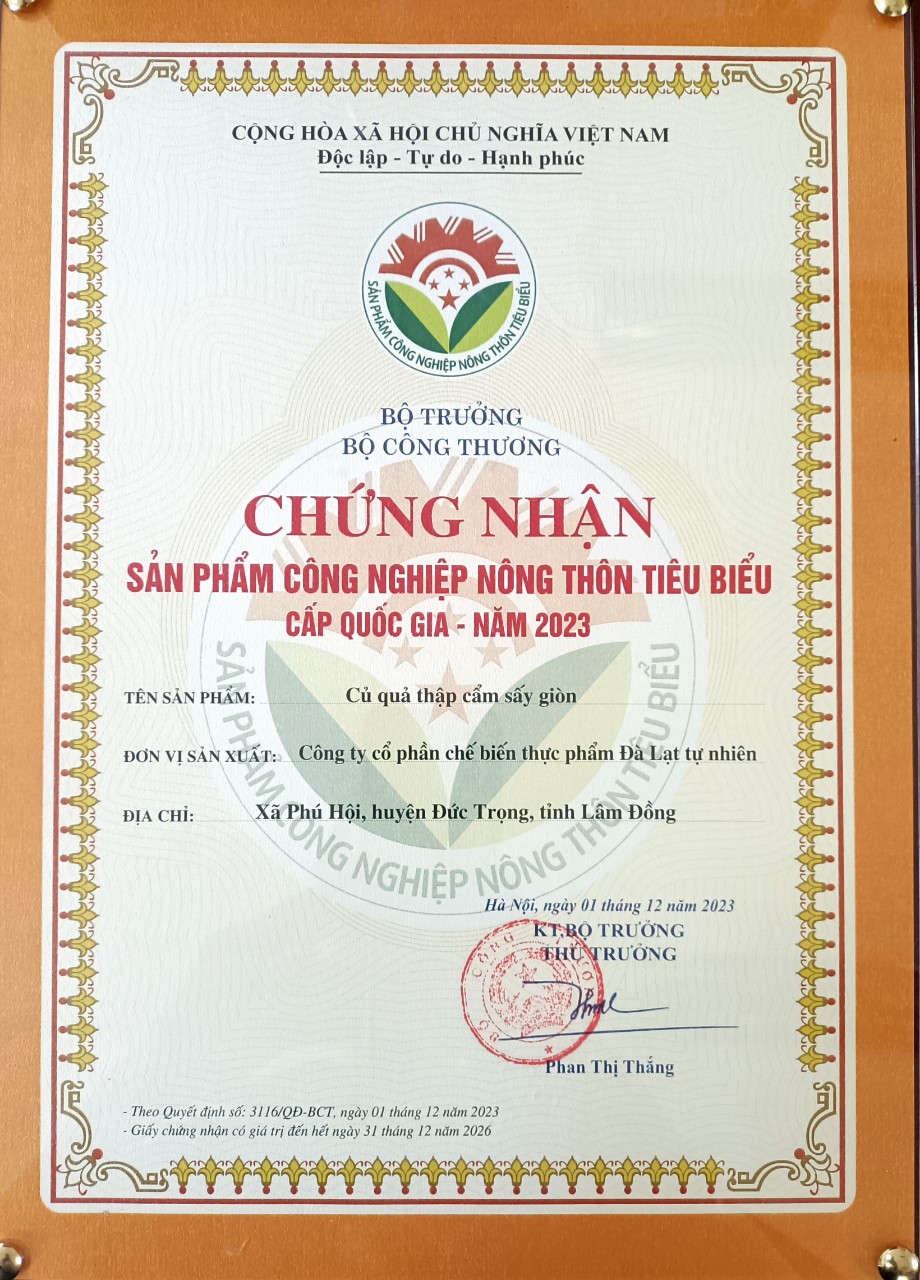 CỘNG HÒA XÃ HỘI CHỦ NGHĨA VIỆT NAM
Độc lập - Tự do - Hạnh phúc
SẢN PHẨM CÔNG NGHIỆP NÔNG THÔN TIÊU BIỂU
BỘ TRƯỞNG
BỘ CÔNG THƯƠNG
CHỨNG NHẬN
SẢN PHẨM CÔNG NGHIỆP NÔNG THÔN TIÊU BIỂU
CẤP QUỐC GIA - NĂM 2023
TÊN SẢN PHẨM: Củ quả thập cẩm sấy giòn
ĐƠN VỊ SẢN XUẤT: Công ty cổ phần chế biến thực phẩm Đà Lạt tự nhiên
ĐỊA CHỈ: Xã Phú Hội, huyện Đức Trọng, tỉnh Lâm Đồng
SẢN PHẨM CÔNG NGHIỆP NÔNG THÔN TIÊU BIỂU
Hà Nội, ngày 01 tháng 12 năm 2023
KT.BỘ TRƯỞNG
THỨ TRƯỞNG
Phan Thị Thắng
- Theo Quyết định số: 3116/QĐ-BCT, ngày 01 tháng 12 năm 2023
- Giấy chứng nhận có giá trị đến hết ngày 31 tháng 12 năm 2026